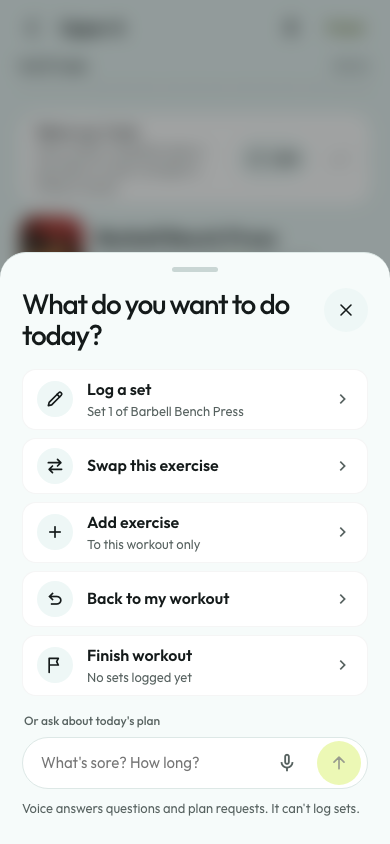 What do you want to do
today?
Log a set
Set 1 of Barbell Bench Press
Swap this exercise
Add exercise
To this workout only
Back to my workout
Finish workout
No sets logged yet
Or ask about today's plan
What's sore? How long?
Voice answers questions and plan requests. It can't log sets.